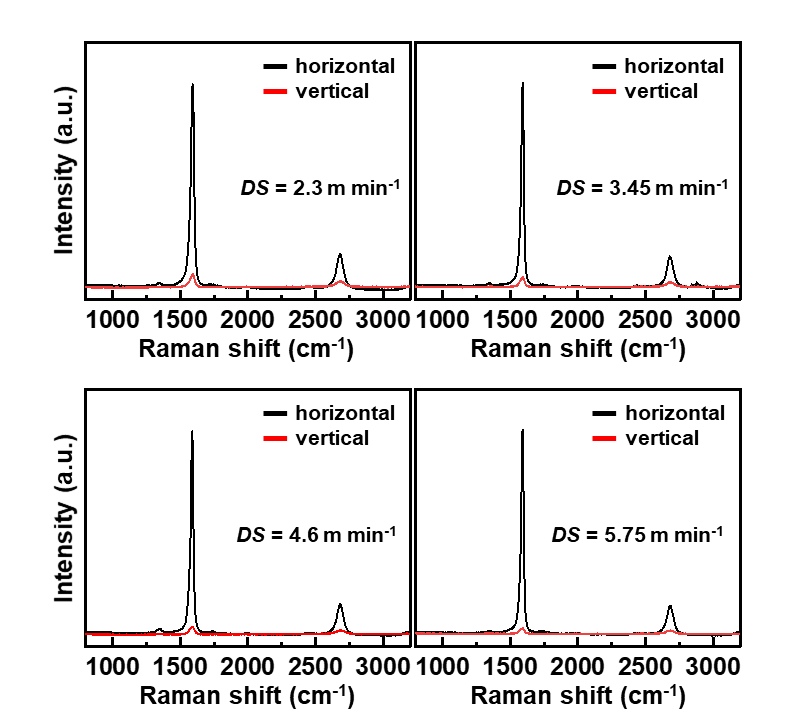 horizontal
vertical
DS = 2.3 m min-1
Intensity (a.u.)
1000 1500 2000 2500 3000
Raman shift (cm-1)
horizontal
vertical
DS = 3.45 m min-1
1000 1500 2000 2500 3000
Raman shift (cm-1)
horizontal
vertical
DS = 4.6 m min-1
Intensity (a.u.)
1000 1500 2000 2500 3000
Raman shift (cm-1)
horizontal
vertical
DS = 5.75 m min-1
1000 1500 2000 2500 3000
Raman shift (cm-1)